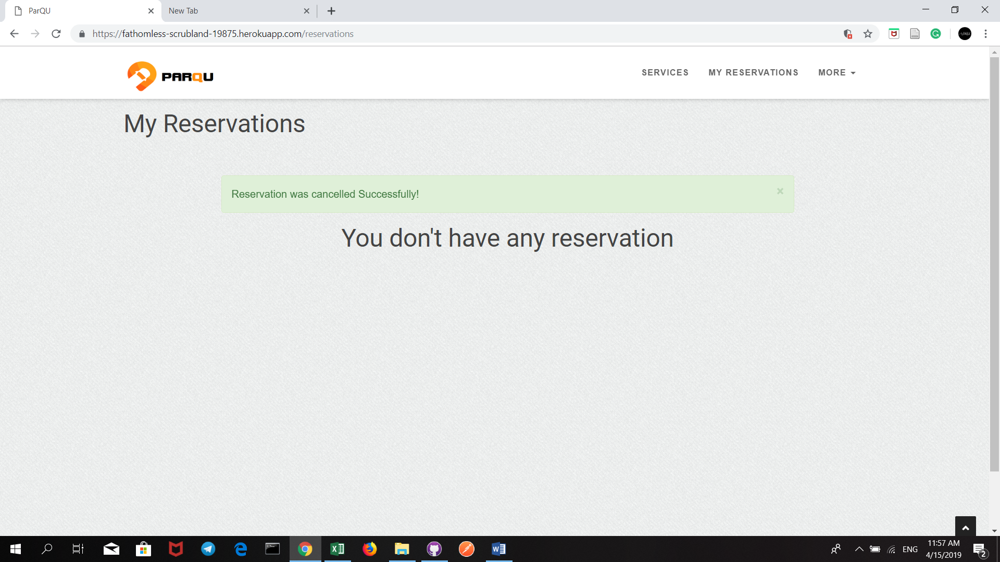 ParQU
New Tab
https://fathomless-scrubland-19875.herokuapp.com/reservations
PARQU
SERVICES
MY RESERVATIONS
MORE
My Reservations
Reservation was cancelled Successfully!
×
You don't have any reservation
ENG
11:57 AM
4/15/2019
2